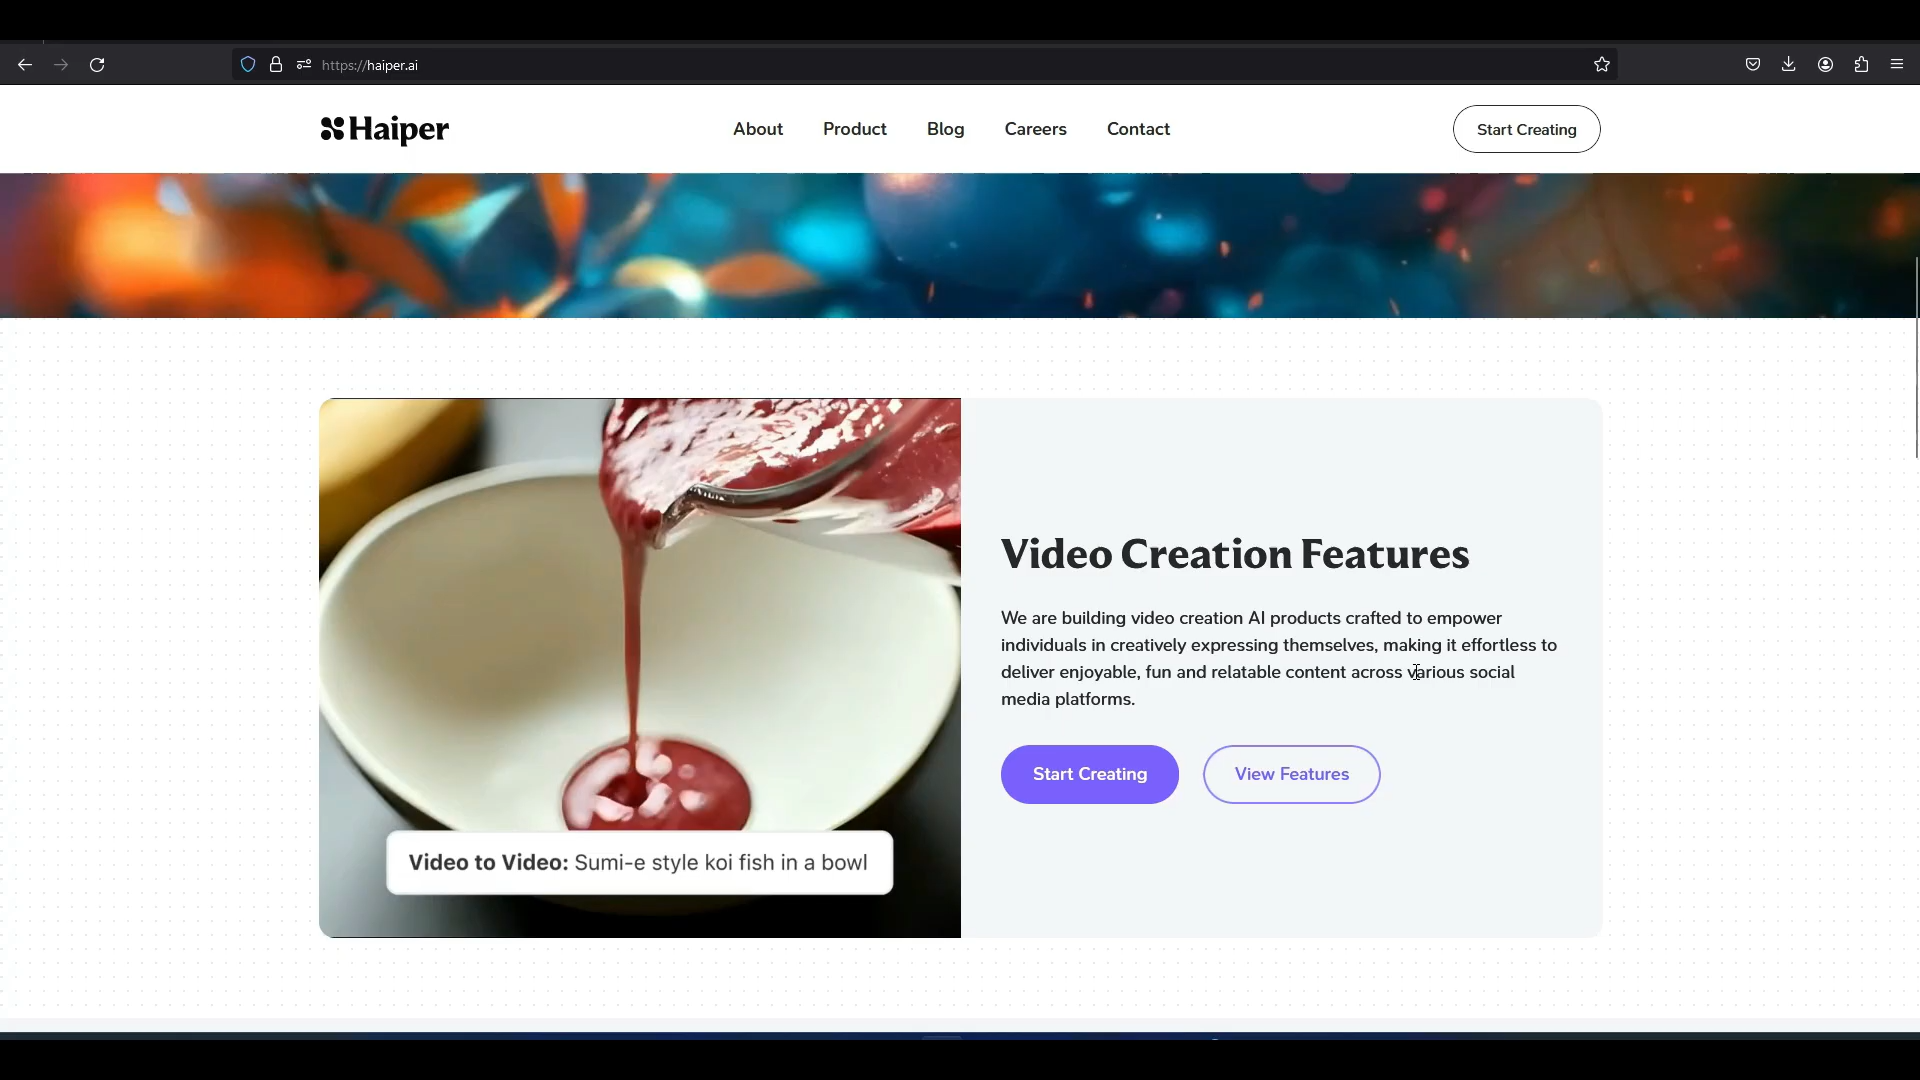 https://haiper.ai
Haiper
About
Product
Blog
Careers
Contact
Start Creating
Video Creation Features
We are building video creation AI products crafted to empower
individuals in creatively expressing themselves, making it effortless to
deliver enjoyable, fun and relatable content across various social
media platforms.
Start Creating
View Features
Video to Video: Sumi-e style koi fish in a bowl